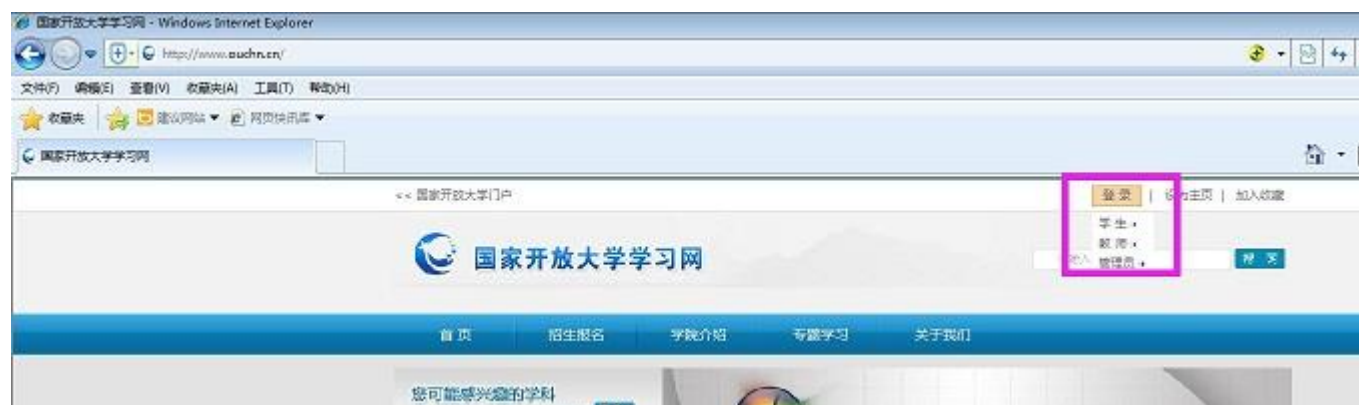 国家开放大学学习网 - Windows Internet Explorer
http://www.ouchn.cn/
文件(F) 编辑(E) 查看(V) 收藏夹(A) 工具(T) 帮助(H)
收藏夹 建议网站 网页快讯库
国家开放大学学习网
<< 国家开放大学门户 登录 | 设为主页 | 加入收藏
学生
教师
管理员
国家开放大学学习网
首页 招生报名 学院介绍 专题学习 关于我们
您可能感兴趣的学科